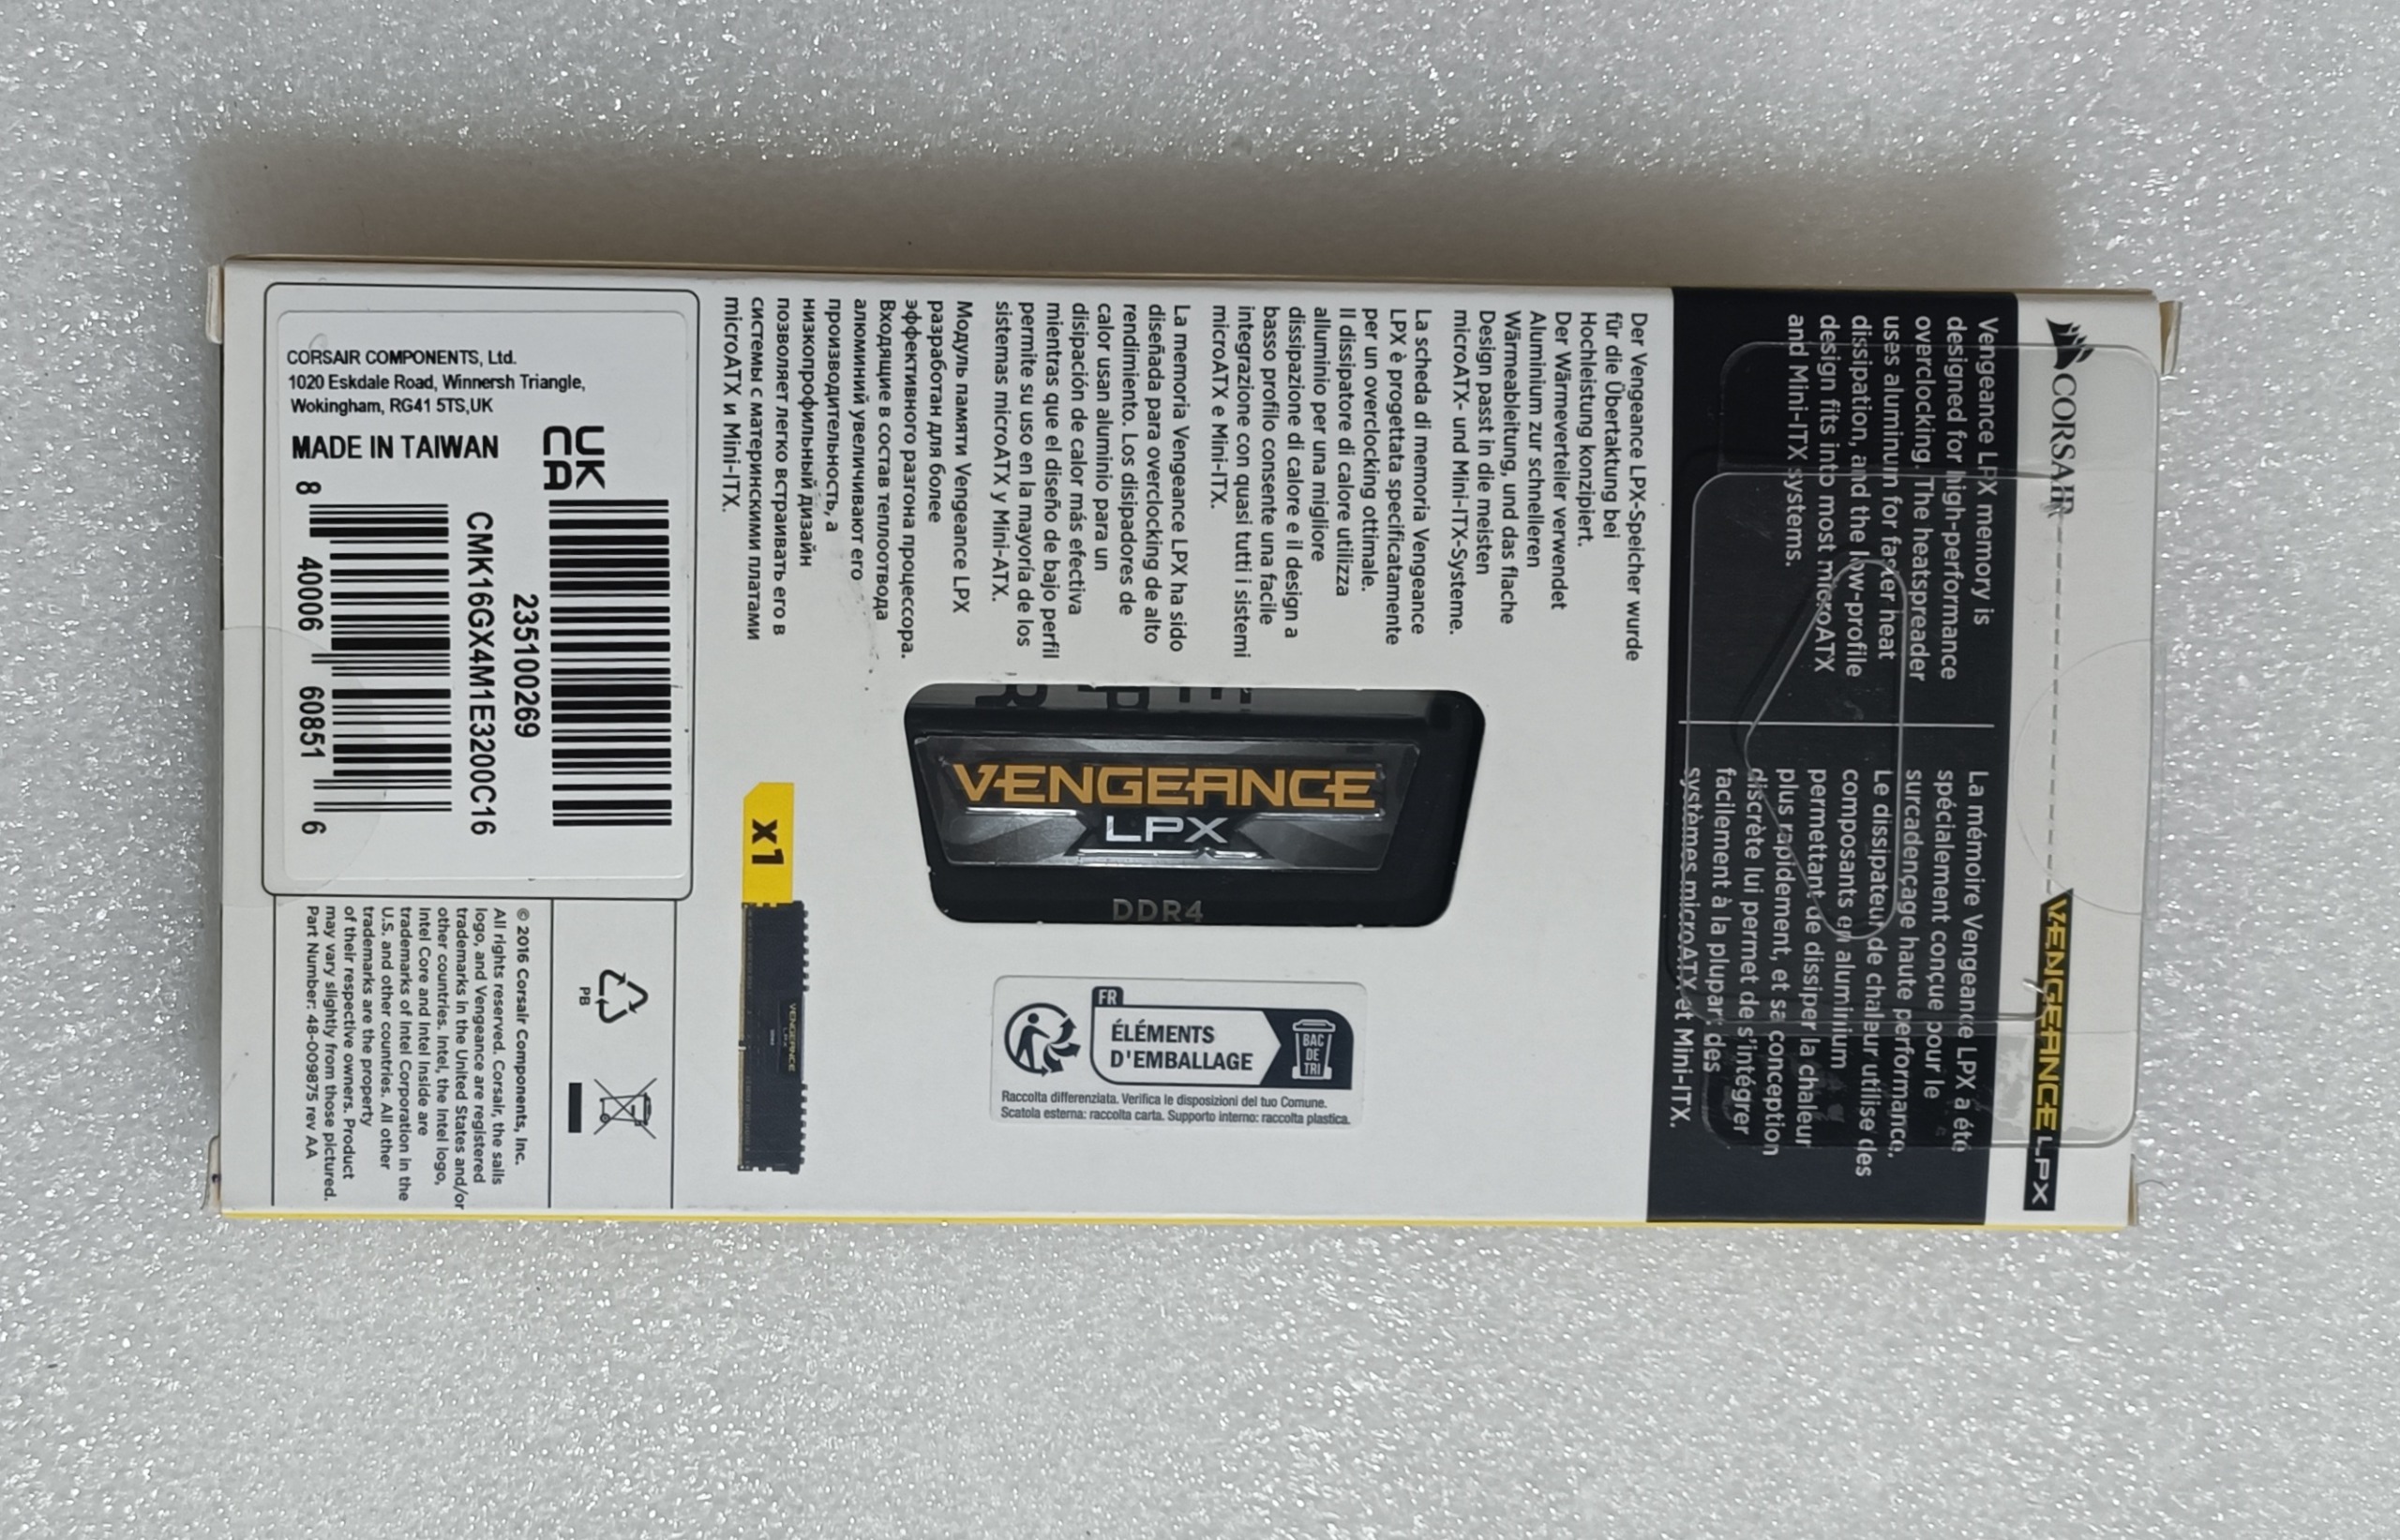 CORSAIR
VENGEANCE LPX
Vengeance LPX memory is
designed for high-performance
overclocking. The heatspreader
uses aluminum for faster heat
dissipation, and the low-profile
design fits into most microATX
and Mini-ITX systems.
La mémoire Vengeance LPX a été
spécialement conçue pour le
surcadençage haute performance.
Le dissipateur de chaleur utilise des
composants en aluminium
permettant de dissiper la chaleur
plus rapidement, et sa conception
discrète lui permet de s'intégrer
facilement à la plupart des
systèmes microATX et Mini-ITX.
Der Vengeance LPX-Speicher wurde
für die Übertaktung bei
Hochleistung konzipiert.
Der Wärmeverteiler verwendet
Aluminium zur schnelleren
Wärmeableitung, und das flache
Design passt in die meisten
microATX- und Mini-ITX-Systeme.
La scheda di memoria Vengeance
LPX è progettata specificatamente
per un overclocking ottimale.
Il dissipatore di calore utilizza
alluminio per una migliore
dissipazione di calore e il design a
basso profilo consente una facile
integrazione con quasi tutti i sistemi
microATX e Mini-ITX.
La memoria Vengeance LPX ha sido
diseñada para overclocking de alto
rendimiento. Los disipadores de
calor usan aluminio para un
disipación de calor más efectiva
mientras que el diseño de bajo perfil
permite su uso en la mayoría de los
sistemas microATX y Mini-ATX.
Модуль памяти Vengeance LPX
разработан для более
эффективного разгона процессора.
Входящие в состав теплоотвода
алюминий увеличивают его
производительность, а
низкопрофильный дизайн
позволяет легко встраивать его в
системы с материнскими платами
microATX и Mini-ITX.
VENGEANCE
LPX
DDR4
FR
ÉLÉMENTS
D'EMBALLAGE
BAC
DE
TRI
Raccolta differenziata. Verifica le disposizioni del tuo Comune.
Scatola esterna: raccolta carta. Supporto interno: raccolta plastica.
x1
VENGEANCE
LPX
CORSAIR COMPONENTS, Ltd.
1020 Eskdale Road, Winnersh Triangle,
Wokingham, RG41 5TS,UK
MADE IN TAIWAN
UK
CA
235100269
CMK16GX4M1E3200C16
8 40006 60851 6
PB
© 2016 Corsair Components, Inc.
All rights reserved. Corsair, the sails
logo, and Vengeance are registered
trademarks in the United States and/or
other countries. Intel, the Intel logo,
Intel Core and Intel Inside are
trademarks of Intel Corporation in the
U.S. and other countries. All other
trademarks are the property
of their respective owners. Product
may vary slightly from those pictured.
Part Number: 48-009875 rev AA